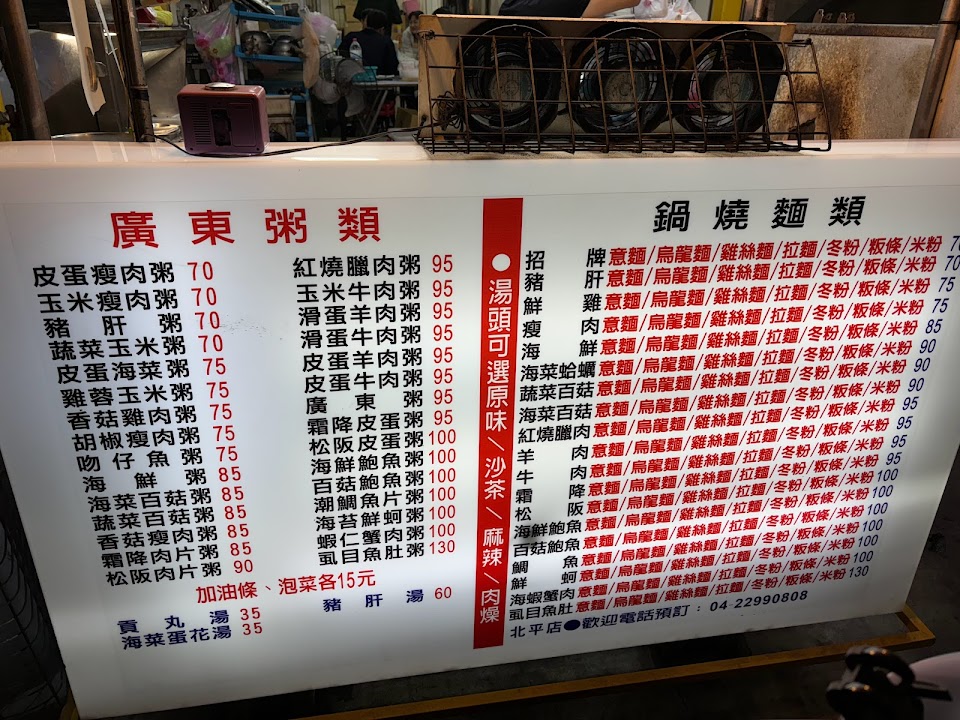 廣東粥類
皮蛋瘦肉粥 70
玉米瘦肉粥 70
豬肝粥 70
蔬菜玉米粥 70
皮蛋海菜粥 75
雞蓉玉米粥 75
香菇雞肉粥 75
胡椒瘦肉粥 75
吻仔魚粥 75
海鮮粥 85
海菜百菇粥 85
蔬菜百菇粥 85
香菇瘦肉粥 85
霜降肉片粥 85
松阪肉片粥 90
紅燒臘肉粥 95
玉米牛肉粥 95
滑蛋羊肉粥 95
滑蛋牛肉粥 95
皮蛋羊肉粥 95
皮蛋牛肉粥 95
廣東粥 95
霜降皮蛋粥 95
松阪皮蛋粥 100
海鮮鮑魚粥 100
百菇鮑魚粥 100
潮鯛魚片粥 100
海苔鮮蚵粥 100
蝦仁蟹肉粥 100
虱目魚肚粥 130
加油條、泡菜各15元
貢丸湯 35
海菜蛋花湯 35
豬肝湯 60
●湯頭可選原味/沙茶/麻辣/肉燥
鍋燒麵類
招牌意麵/烏龍麵/雞絲麵/拉麵/冬粉/粄條/米粉 70
豬肝意麵/烏龍麵/雞絲麵/拉麵/冬粉/粄條/米粉 70
鮮雞意麵/烏龍麵/雞絲麵/拉麵/冬粉/粄條/米粉 75
瘦肉意麵/烏龍麵/雞絲麵/拉麵/冬粉/粄條/米粉 75
海鮮意麵/烏龍麵/雞絲麵/拉麵/冬粉/粄條/米粉 85
海菜蛤蠣意麵/烏龍麵/雞絲麵/拉麵/冬粉/粄條/米粉 90
蔬菜百菇意麵/烏龍麵/雞絲麵/拉麵/冬粉/粄條/米粉 90
海菜百菇意麵/烏龍麵/雞絲麵/拉麵/冬粉/粄條/米粉 90
紅燒臘肉意麵/烏龍麵/雞絲麵/拉麵/冬粉/粄條/米粉 95
羊肉意麵/烏龍麵/雞絲麵/拉麵/冬粉/粄條/米粉 95
牛肉意麵/烏龍麵/雞絲麵/拉麵/冬粉/粄條/米粉 95
霜降意麵/烏龍麵/雞絲麵/拉麵/冬粉/粄條/米粉 95
松阪意麵/烏龍麵/雞絲麵/拉麵/冬粉/粄條/米粉 100
海鮮鮑魚意麵/烏龍麵/雞絲麵/拉麵/冬粉/粄條/米粉 100
百菇鮑魚意麵/烏龍麵/雞絲麵/拉麵/冬粉/粄條/米粉 100
鯛魚意麵/烏龍麵/雞絲麵/拉麵/冬粉/粄條/米粉 100
鮮蚵意麵/烏龍麵/雞絲麵/拉麵/冬粉/粄條/米粉 100
海蝦蟹肉意麵/烏龍麵/雞絲麵/拉麵/冬粉/粄條/米粉 100
虱目魚肚意麵/烏龍麵/雞絲麵/拉麵/冬粉/粄條/米粉 130
北平店●歡迎電話預訂：04-22990808